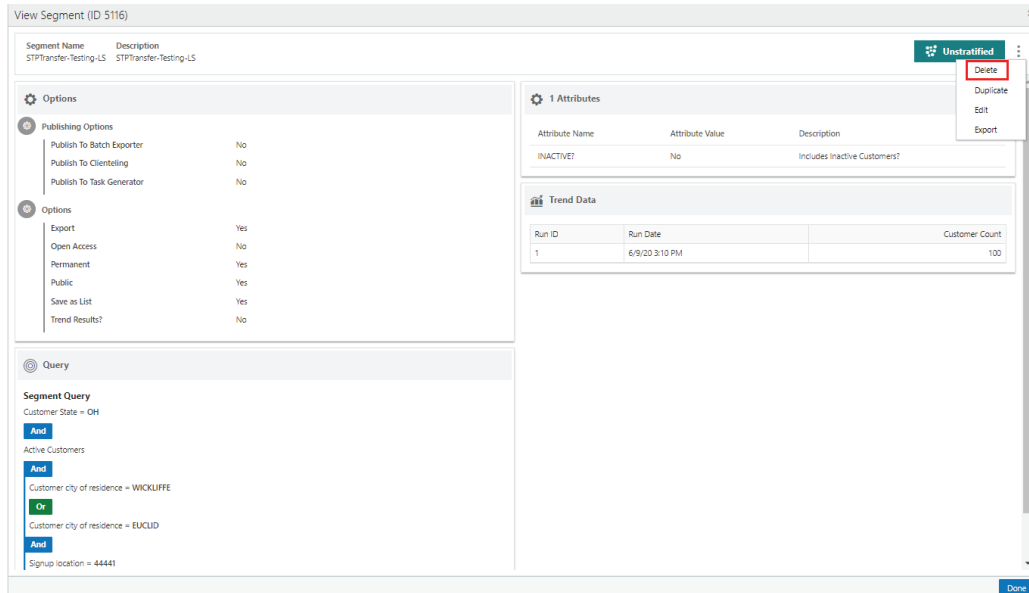 View Segment (ID 5116)
Segment Name Description
STPTransfer-Testing-LS STPTransfer-Testing-LS
Unstratified
Delete
Duplicate
Edit
Export
Options
Publishing Options
Publish To Batch Exporter No
Publish To Clienteling No
Publish To Task Generator No
Options
Export Yes
Open Access No
Permanent Yes
Public Yes
Save as List Yes
Trend Results? No
Query
Segment Query
Customer State = OH
And
Active Customers
And
Customer city of residence = WICKLIFFE
Or
Customer city of residence = EUCLID
And
Signup location = 44441
1 Attributes
Attribute Name Attribute Value Description
INACTIVE? No Includes Inactive Customers?
Trend Data
Run ID Run Date Customer Count
1 6/9/20 3:10 PM 100
Done